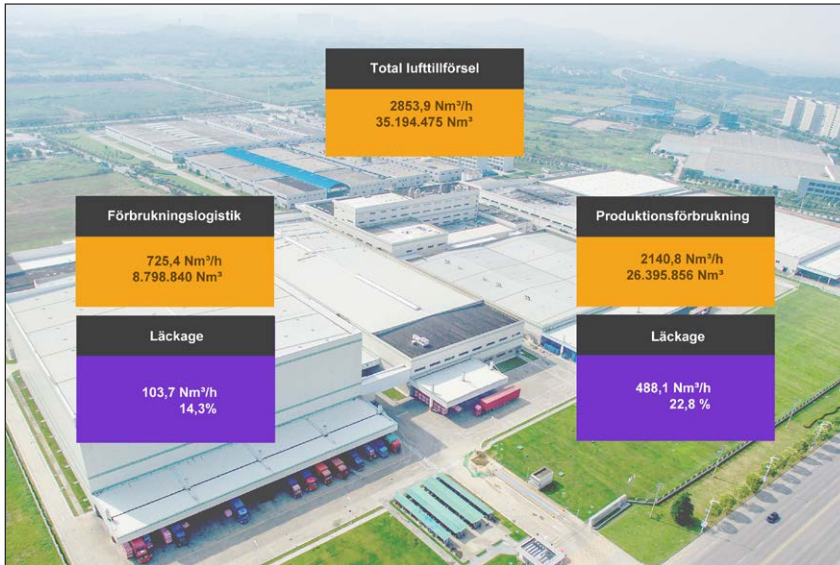 Total lufttillförsel
2853,9 Nm³/h
35.194.475 Nm³
Förbrukningslogistik
725,4 Nm³/h
8.798.840 Nm³
Läckage
103,7 Nm³/h
14,3%
Produktionsförbrukning
2140,8 Nm³/h
26.395.856 Nm³
Läckage
488,1 Nm³/h
22,8 %